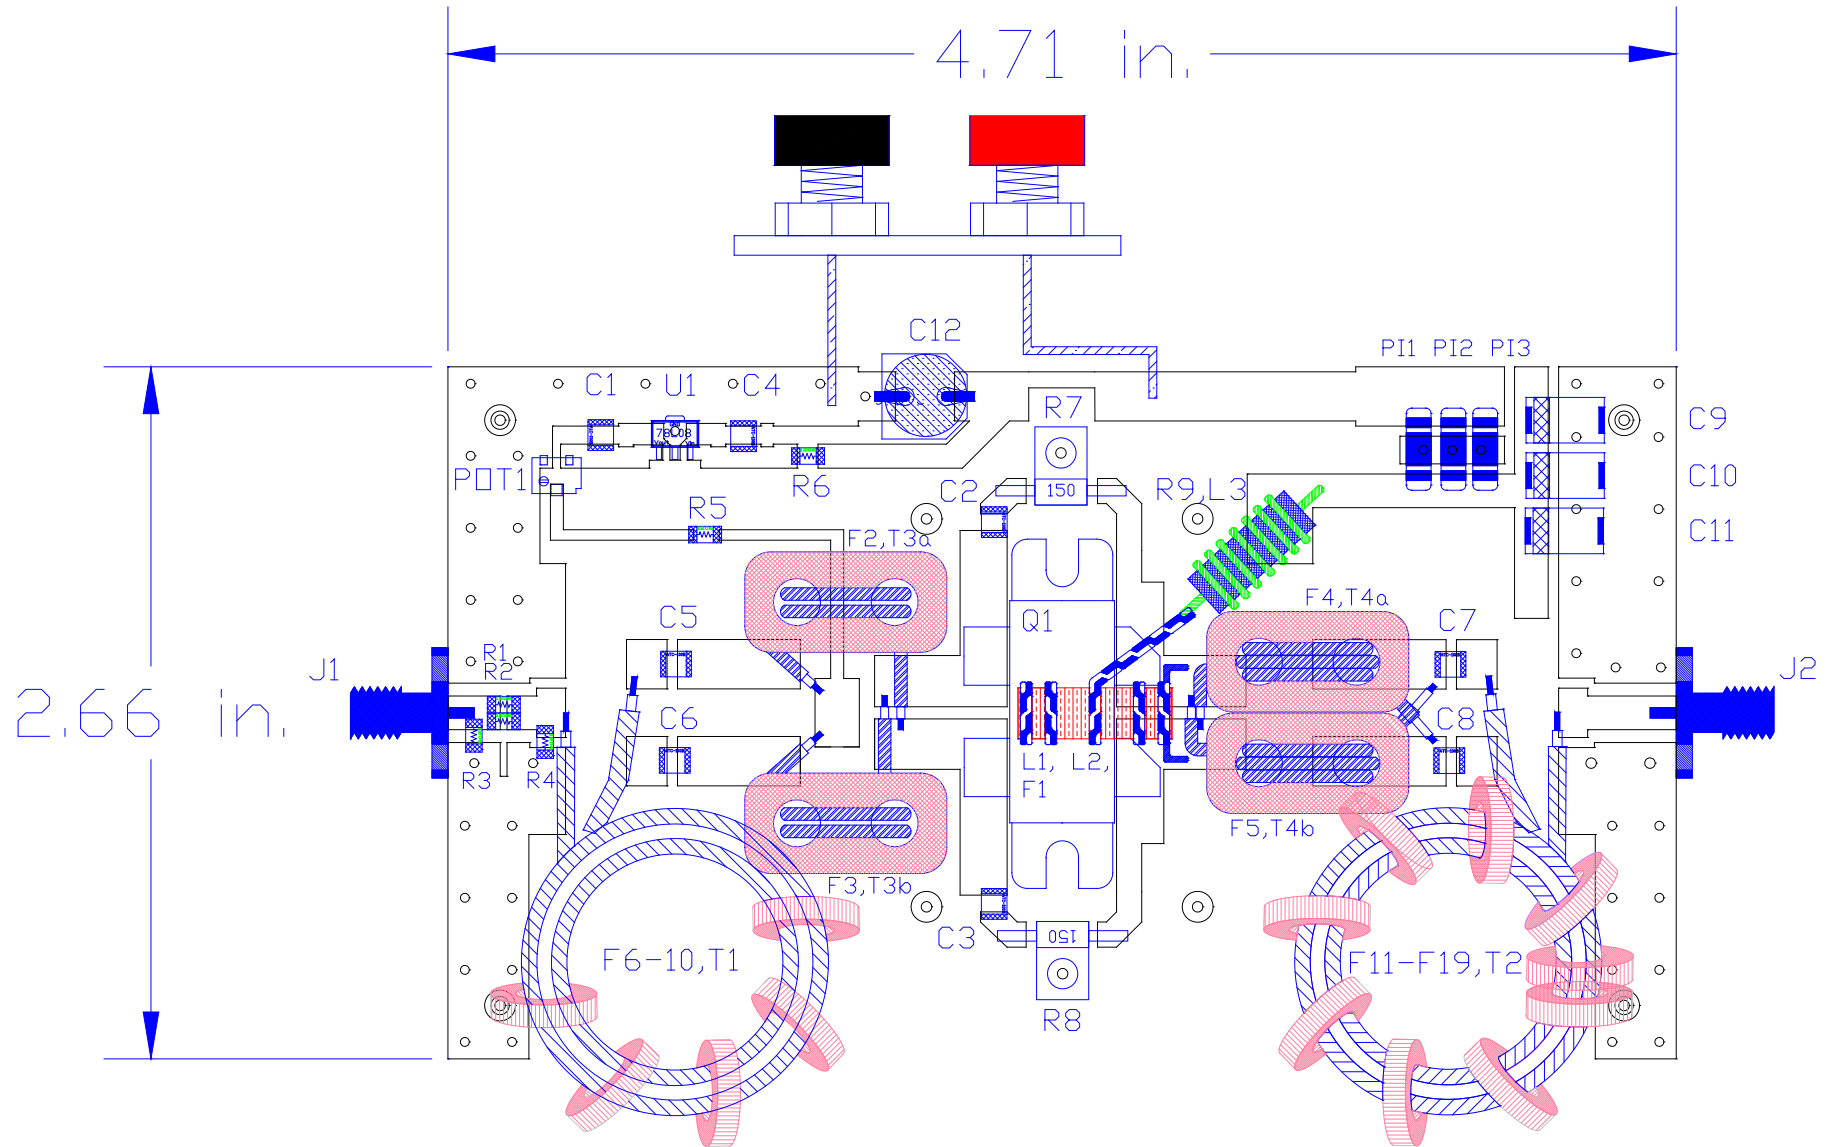 4.71 in.
C12
PI1 PI2 PI3
C1 U1 C4
R7
C9
78L08
POT1
R6
C2
150
R9,L3
C10
R5
C11
F2,T3a
F4,T4a
C5
Q1
C7
R1
R2
J1
J2
2.66 in.
C6
C8
R3
R4
L1, L2,
F1
F5,T4b
F3,T3b
C3
150
F6-10,T1
F11-F19,T2
R8